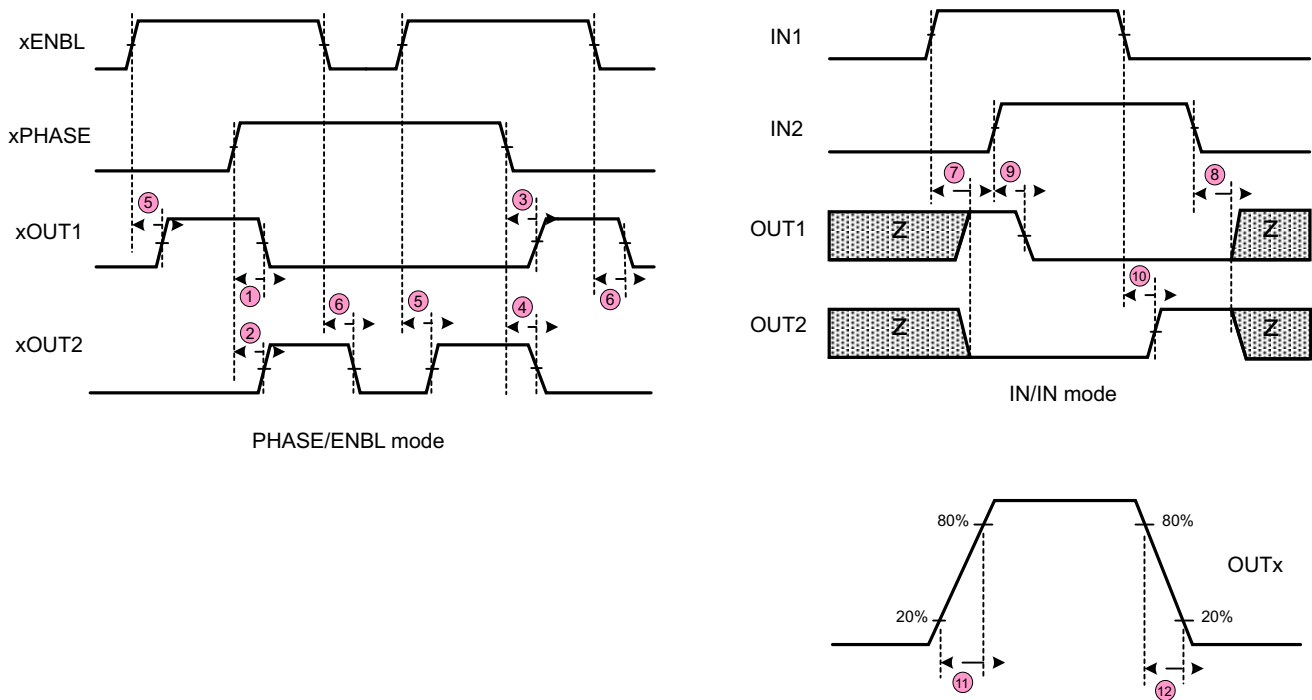 xENBL
xPHASE
5
3
xOUT1
1
6
6
5
4
2
xOUT2
PHASE/ENBL mode
IN1
IN2
7
9
8
OUT1
Z
Z
10
OUT2
Z
Z
IN/IN mode
80%
80%
OUTx
20%
20%
11
12